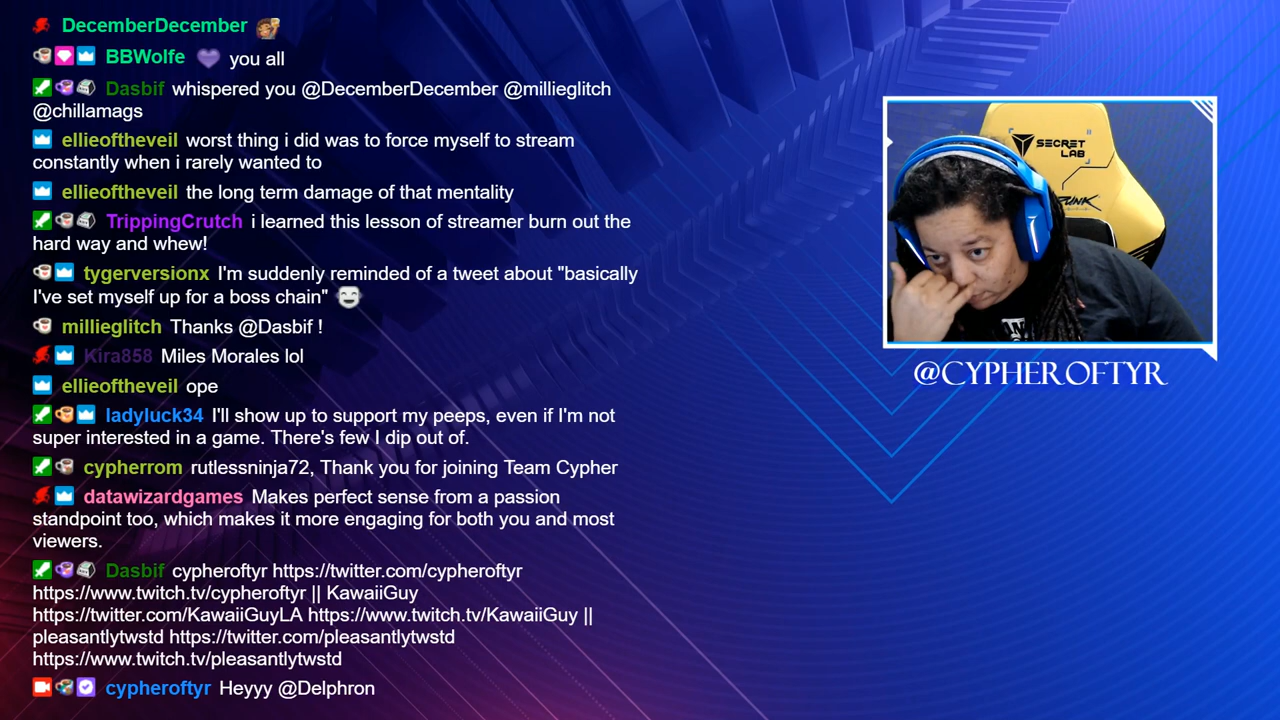 DecemberDecember
BBWolfe you all
Dasbif whispered you @DecemberDecember @millieglitch
@chillamags
ellieoftheveil worst thing i did was to force myself to stream
constantly when i rarely wanted to
ellieoftheveil the long term damage of that mentality
TrippingCrutch i learned this lesson of streamer burn out the
hard way and whew!
tygerversionx I'm suddenly reminded of a tweet about "basically
I've set myself up for a boss chain"
millieglitch Thanks @Dasbif !
Kira858 Miles Morales lol
ellieoftheveil ope
ladyluck34 I'll show up to support my peeps, even if I'm not
super interested in a game. There's few I dip out of.
cypherrom rutlessninja72, Thank you for joining Team Cypher
datawizardgames Makes perfect sense from a passion
standpoint too, which makes it more engaging for both you and most
viewers.
Dasbif cypheroftyr https://twitter.com/cypheroftyr
https://www.twitch.tv/cypheroftyr || KawaiiGuy
https://twitter.com/KawaiiGuyLA https://www.twitch.tv/KawaiiGuy ||
pleasantlytwstd https://twitter.com/pleasantlytwstd
https://www.twitch.tv/pleasantlytwstd
cypheroftyr Heyyy @Delphron
SECRET
LAB
@CYPHEROFTYR